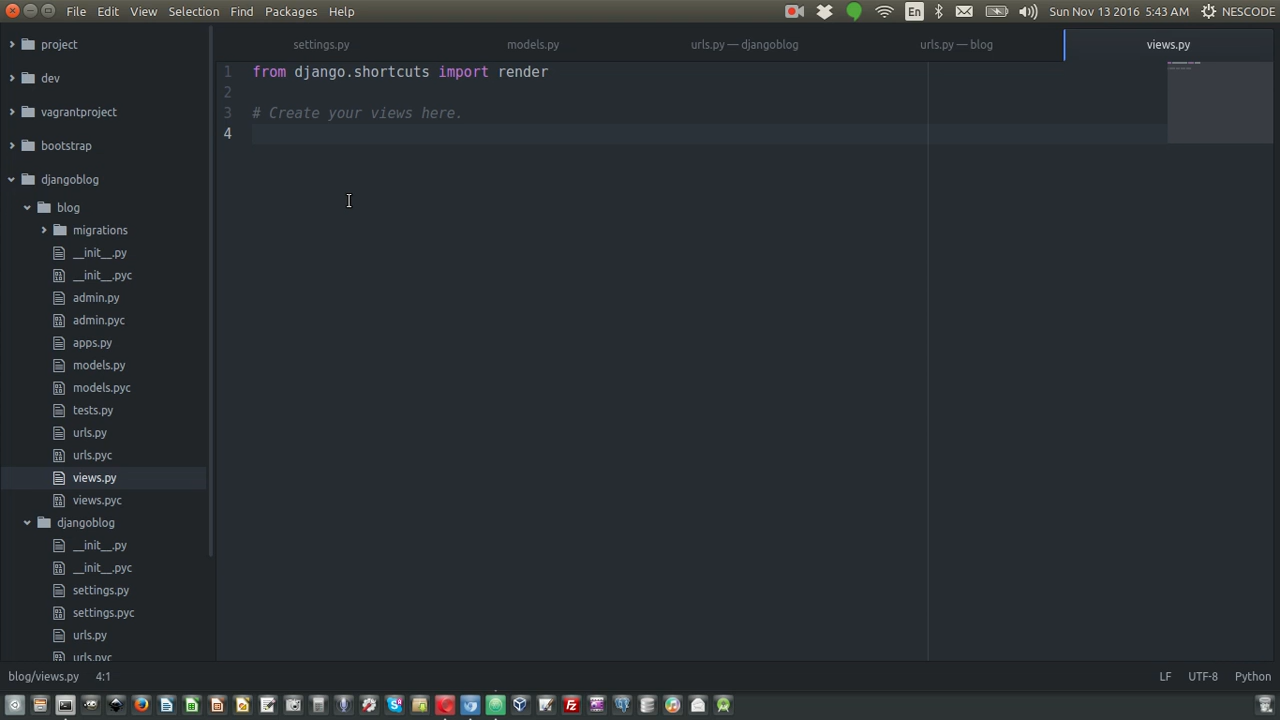 File Edit View Selection Find Packages Help
En
Sun Nov 13 2016 5:43 AM
NESCODE
project
dev
vagrantproject
bootstrap
djangoblog
blog
migrations
__init__.py
__init__.pyc
admin.py
admin.pyc
apps.py
models.py
models.pyc
tests.py
urls.py
urls.pyc
views.py
views.pyc
djangoblog
__init__.py
__init__.pyc
settings.py
settings.pyc
urls.py
urls.pyc
settings.py
models.py
urls.py — djangoblog
urls.py — blog
views.py
1 from django.shortcuts import render
2
3 # Create your views here.
4
blog/views.py 4:1
LF UTF-8 Python